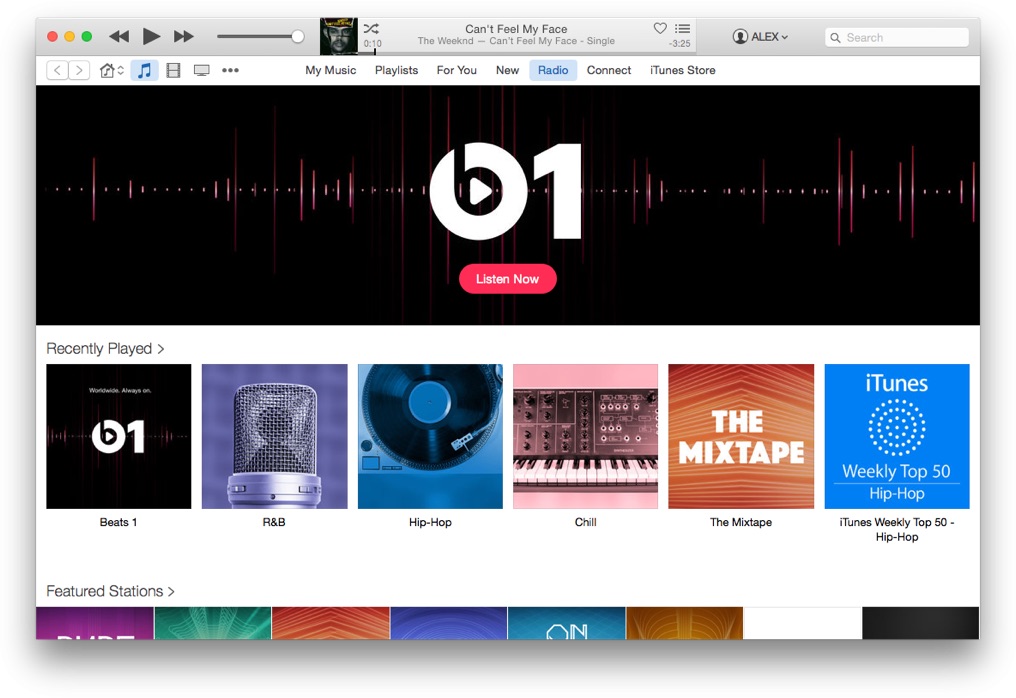 Can't Feel My Face
The Weeknd — Can't Feel My Face - Single
0:10
-3:25
ALEX
Search
My Music
Playlists
For You
New
Radio
Connect
iTunes Store
b1
Listen Now
Recently Played >
Worldwide. Always on.
b1
THE
MIXTAPE
iTunes
Weekly Top 50
Hip-Hop
Beats 1
R&B
Hip-Hop
Chill
The Mixtape
iTunes Weekly Top 50 -
Hip-Hop
Featured Stations >
ON